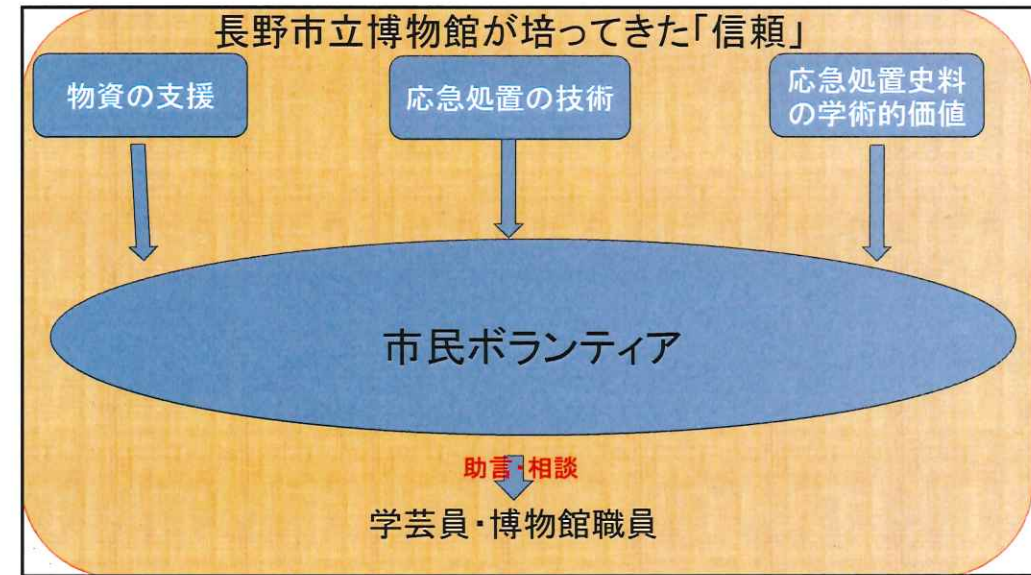 長野市立博物館が培ってきた「信頼」
物資の支援
応急処置の技術
応急処置史料
の学術的価値
市民ボランティア
助言・相談
学芸員・博物館職員